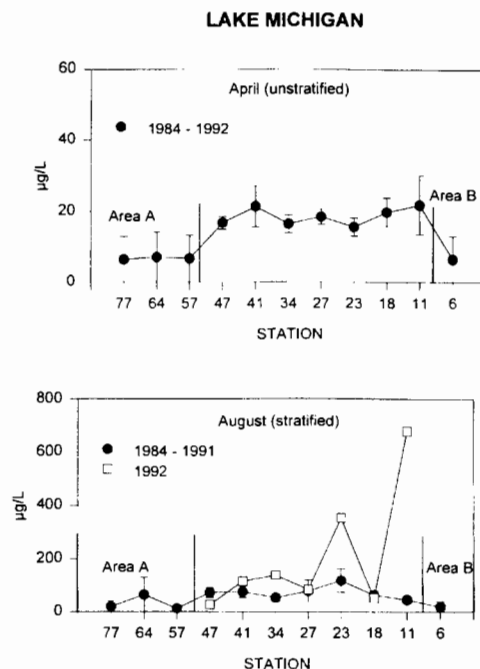 LAKE MICHIGAN
60
April (unstratified)
1984 - 1992
40
µg/L
20
Area A
Area B
0
77 64 57 47 41 34 27 23 18 11 6
STATION
800
August (stratified)
1984 - 1991
1992
600
µg/L
400
200
Area A
Area B
0
77 64 57 47 41 34 27 23 18 11 6
STATION